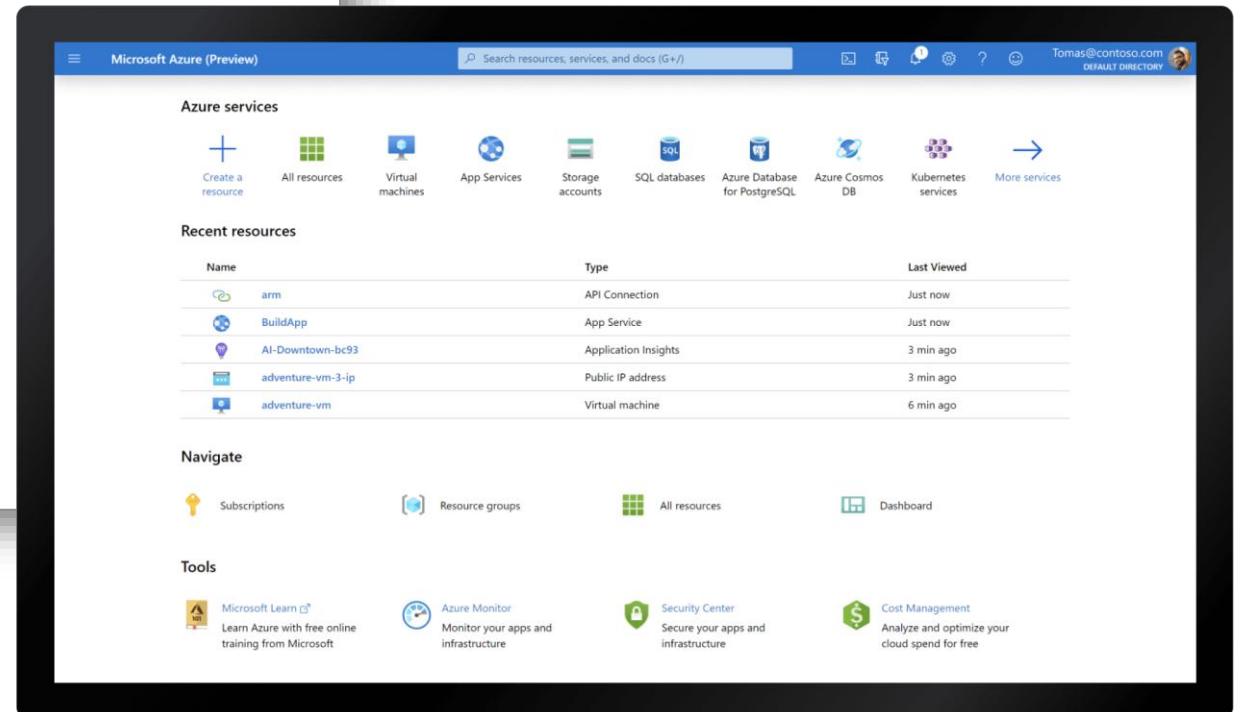 Microsoft Azure (Preview)
Search resources, services, and docs (G+/)
1
Tomas@contoso.com
DEFAULT DIRECTORY
Azure services
Create a
resource
All resources
Virtual
machines
App Services
Storage
accounts
SQL
SQL databases
Azure Database
for PostgreSQL
Azure Cosmos
DB
Kubernetes
services
More services
Recent resources
Name Type Last Viewed
arm API Connection Just now
BuildApp App Service Just now
AI-Downtown-bc93 Application Insights 3 min ago
adventure-vm-3-ip Public IP address 3 min ago
adventure-vm Virtual machine 6 min ago
Navigate
Subscriptions Resource groups All resources Dashboard
Tools
101
Microsoft Learn
Learn Azure with free online
training from Microsoft
Azure Monitor
Monitor your apps and
infrastructure
Security Center
Secure your apps and
infrastructure
Cost Management
Analyze and optimize your
cloud spend for free